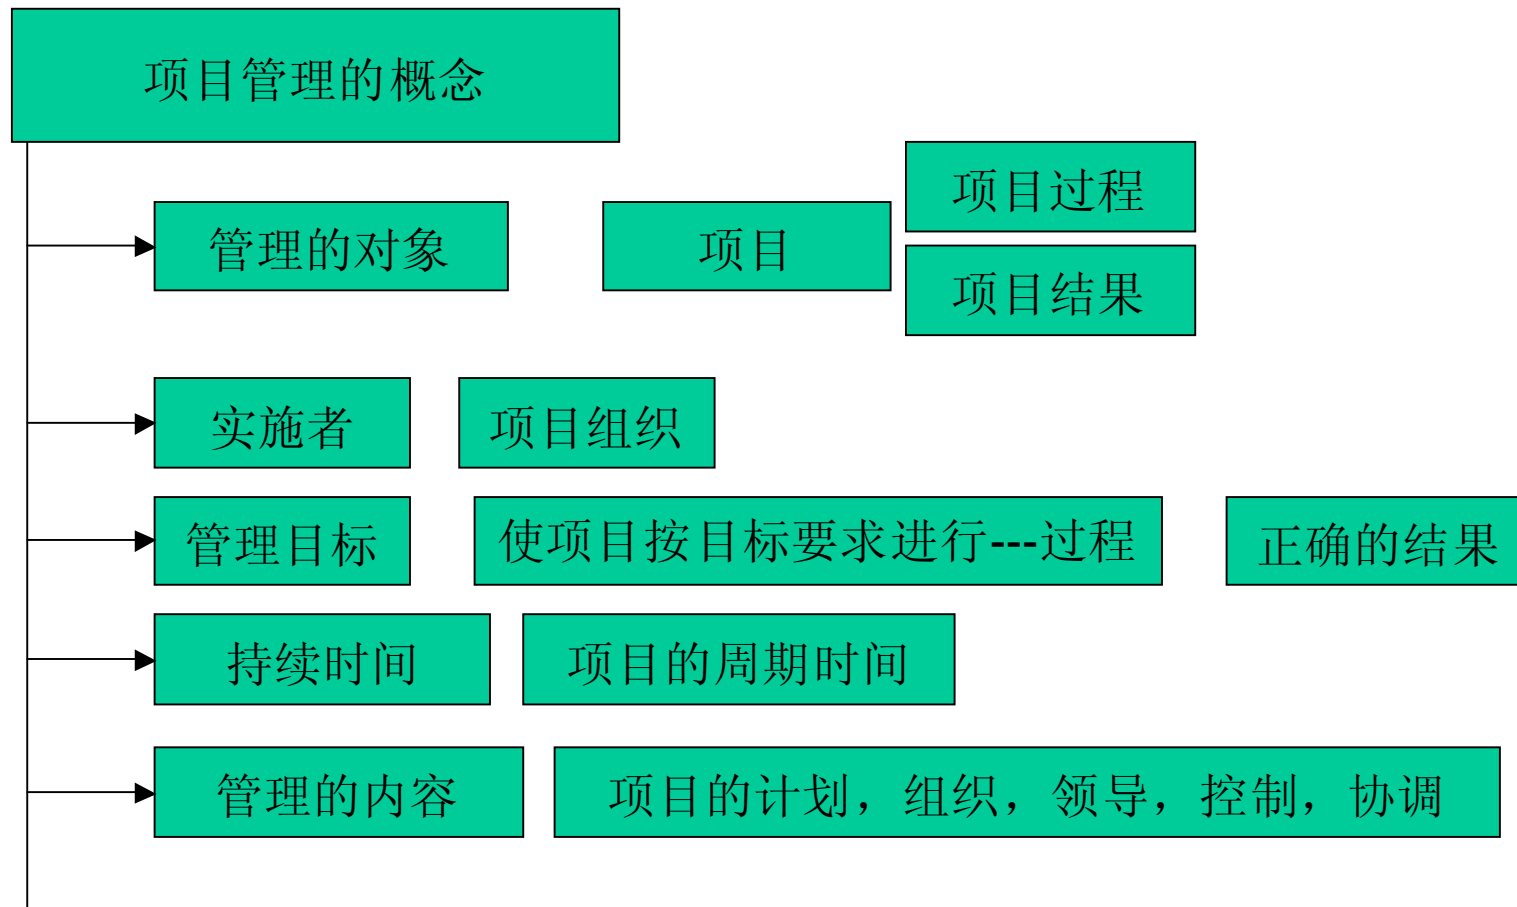 项目管理的概念
项目过程
管理的对象 项目
项目结果
实施者 项目组织
管理目标 使项目按目标要求进行---过程 正确的结果
持续时间 项目的周期时间
管理的内容 项目的计划，组织，领导，控制，协调